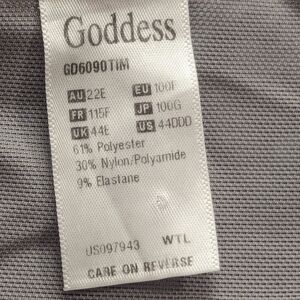 Goddess
GD6090TIM
AU 22E EU 100F
FR 115F JP 100G
UK 44E US 44DDD
61% Polyester
30% Nylon/Polyamide
9% Elastane
US097943 WTL
CARE ON REVERSE